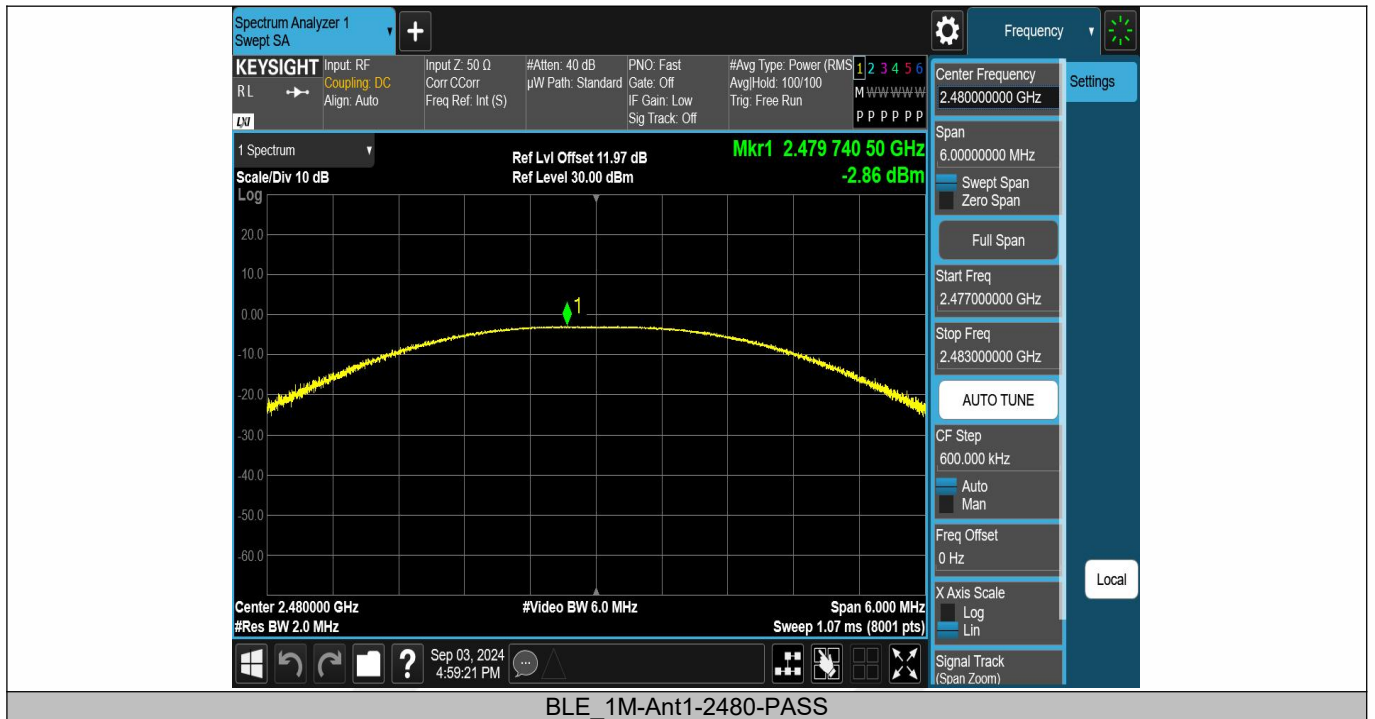 Spectrum Analyzer 1
Swept SA
+
Frequency
KEYSIGHT
RL
LXI
Input: RF
Coupling: DC
Align: Auto
Input Z: 50 Ω
Corr CCorr
Freq Ref: Int (S)
#Atten: 40 dB
µW Path: Standard
PNO: Fast
Gate: Off
IF Gain: Low
Sig Track: Off
#Avg Type: Power (RMS
Avg|Hold: 100/100
Trig: Free Run
1 2 3 4 5 6
M W W W W W
P P P P P P
1 Spectrum
Scale/Div 10 dB
Log
Ref Lvl Offset 11.97 dB
Ref Level 30.00 dBm
Mkr1 2.479 740 50 GHz
-2.86 dBm
1
20.0
10.0
0.00
-10.0
-20.0
-30.0
-40.0
-50.0
-60.0
Center 2.480000 GHz
#Res BW 2.0 MHz
#Video BW 6.0 MHz
Span 6.000 MHz
Sweep 1.07 ms (8001 pts)
Center Frequency
2.480000000 GHz
Span
6.00000000 MHz
Swept Span
Zero Span
Full Span
Start Freq
2.477000000 GHz
Stop Freq
2.483000000 GHz
AUTO TUNE
CF Step
600.000 kHz
Auto
Man
Freq Offset
0 Hz
X Axis Scale
Log
Lin
Signal Track
(Span Zoom)
Settings
Local
?
Sep 03, 2024
4:59:21 PM
BLE_1M-Ant1-2480-PASS